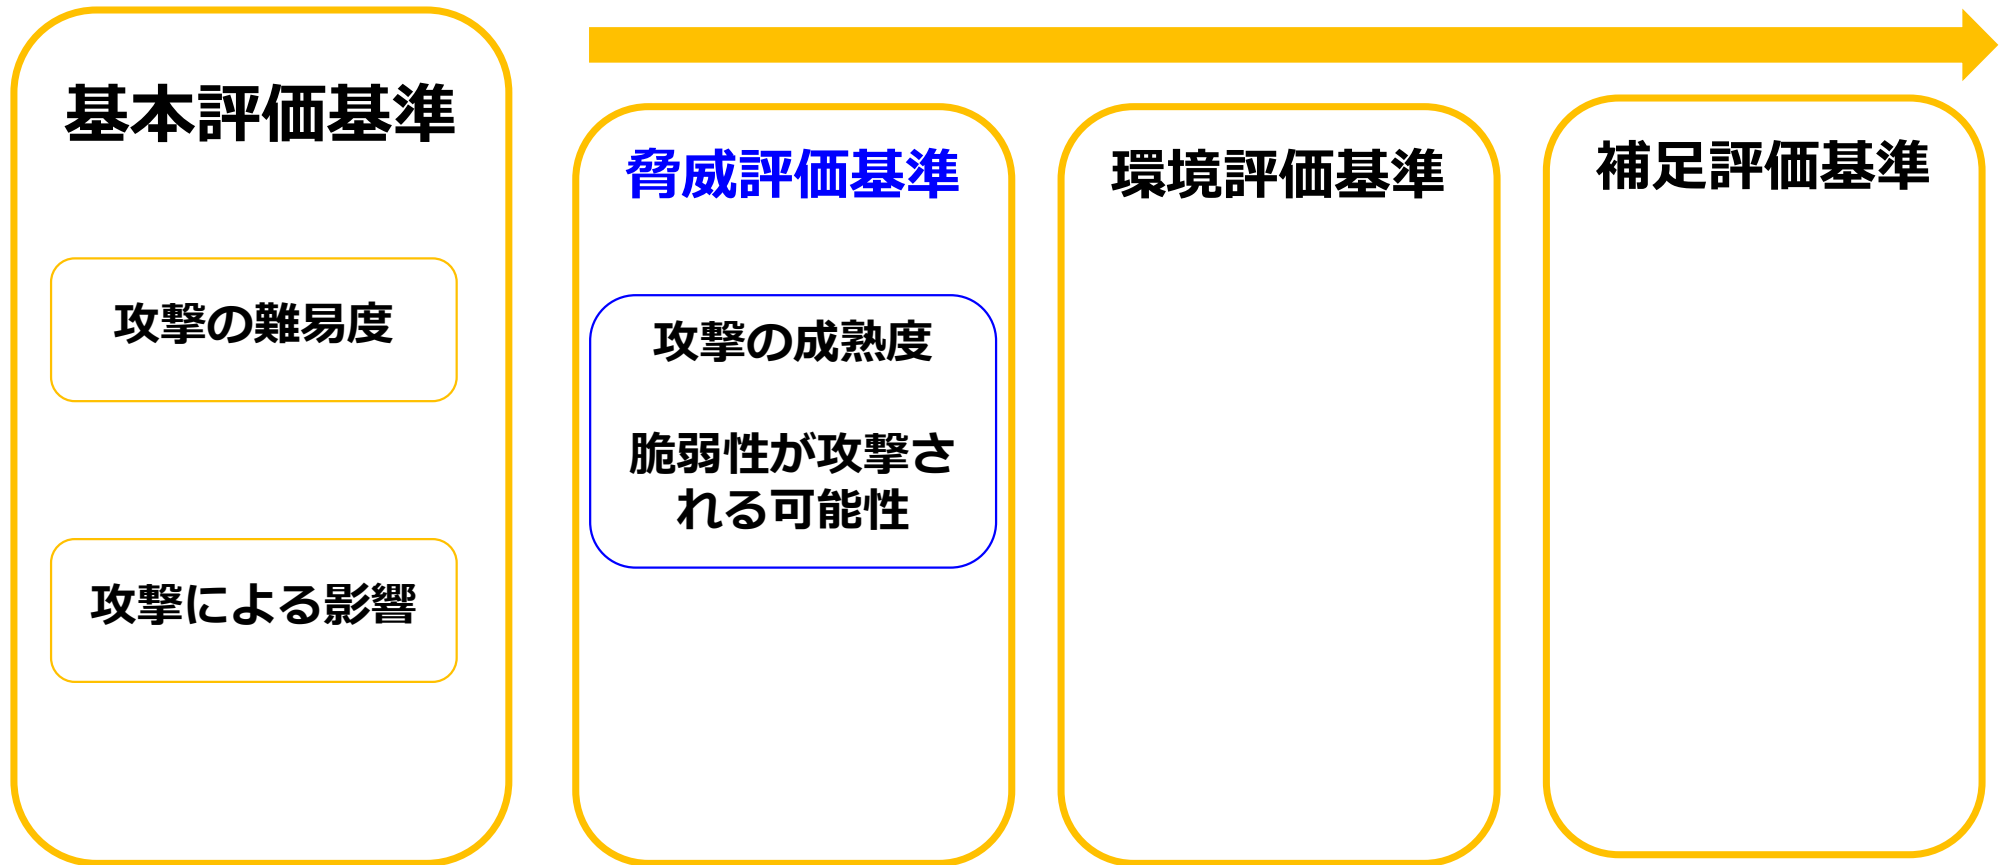 基本評価基準
攻撃の難易度
攻撃による影響
脅威評価基準
攻撃の成熟度
脆弱性が攻撃さ
れる可能性
環境評価基準
補足評価基準